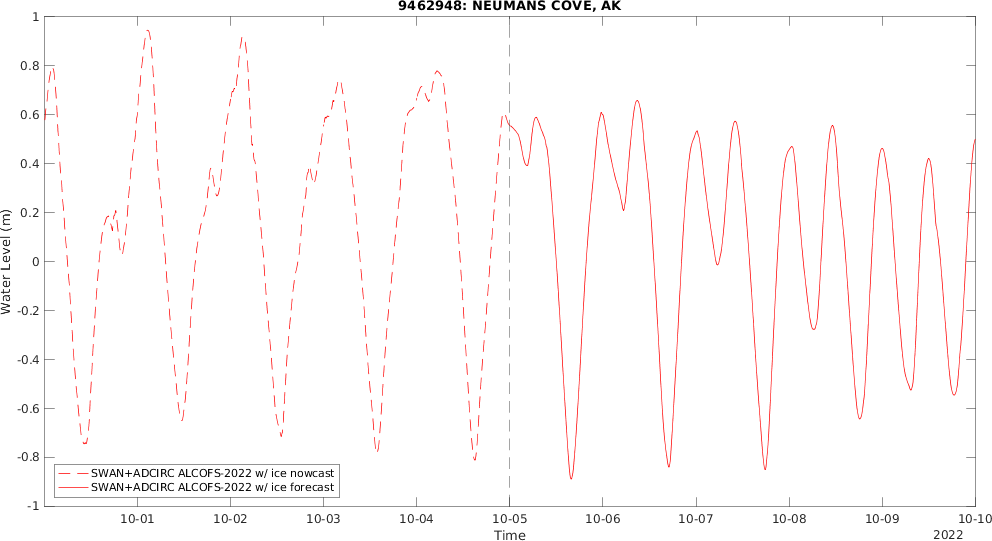 9462948: NEUMANS COVE, AK
Water Level (m)
1
0.8
0.6
0.4
0.2
0
-0.2
-0.4
-0.6
-0.8
-1
SWAN+ADCIRC ALCOFS-2022 w/ ice nowcast
SWAN+ADCIRC ALCOFS-2022 w/ ice forecast
10-01 10-02 10-03 10-04 10-05 10-06 10-07 10-08 10-09 10-10
Time
2022